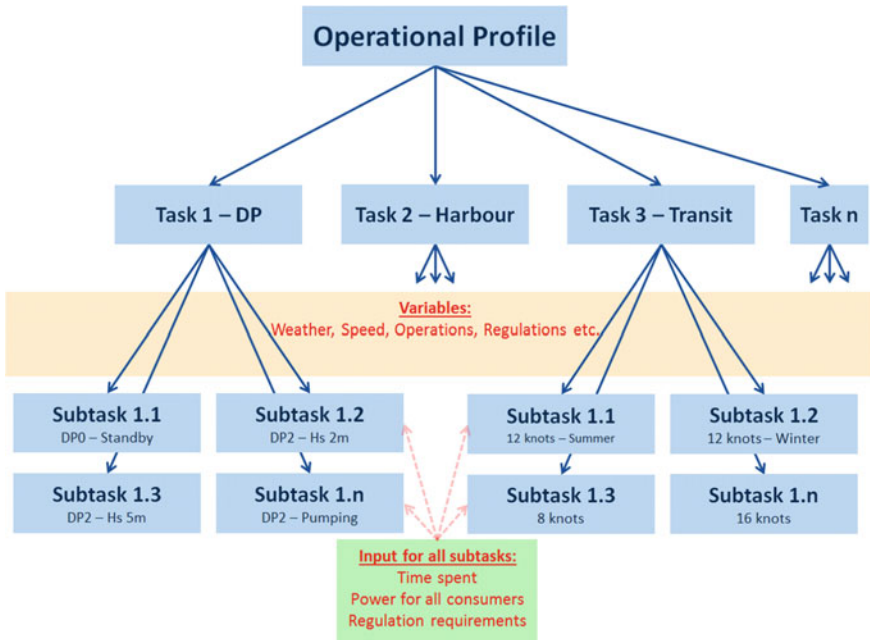 Operational Profile
Task 1 – DP
Task 2 – Harbour
Task 3 – Transit
Task n
Variables:
Weather, Speed, Operations, Regulations etc.
Subtask 1.1
DP0 – Standby
Subtask 1.2
DP2 – Hs 2m
Subtask 1.1
12 knots – Summer
Subtask 1.2
12 knots – Winter
Subtask 1.3
DP2 – Hs 5m
Subtask 1.n
DP2 – Pumping
Subtask 1.3
8 knots
Subtask 1.n
16 knots
Input for all subtasks:
Time spent
Power for all consumers
Regulation requirements